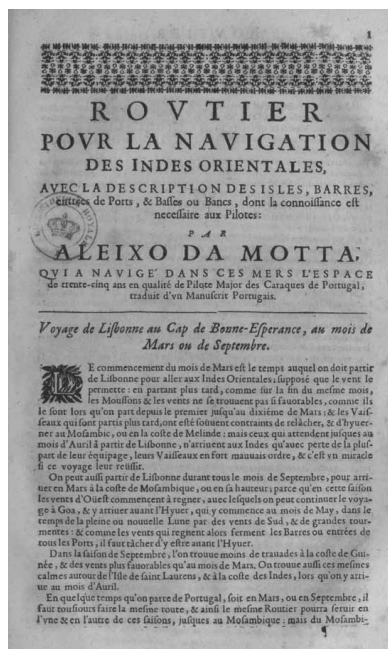 1
ROVTIER
POVR LA NAVIGATION
DES INDES ORIENTALES,
AVEC LA DESCRIPTION DES ISLES, BARRES,
entrées de Ports, & Basses ou Bancs, dont la connoissance est
necessaire aux Pilotes:
PAR
ALEIXO DA MOTTA,
QVI A NAVIGE' DANS CES MERS L'ESPACE
de trente-cinq ans en qualité de Pilote Major des Caraques de Portugal,
traduit d'vn Manuscrit Portugais.
Voyage de Lisbonne au Cap de Bonne-Esperance, au mois de
Mars ou de Septembre.
LE commencement du mois de Mars est le temps auquel on doit partir
de Lisbonne pour aller aux Indes Orientales; supposé que le vent le
permette: en partant plus tard, comme sur la fin du mesme mois,
les Moussons & les vents ne se trouuent pas si fauorables, comme ils
le sont lors qu'on part depuis le premier jusqu'au dixiéme de Mars: & les Vais-
seaux qui sont partis plus tard, ont esté souuent contraints de relâcher, & d'hyuer-
ner au Mosambic, ou en la coste de Melinde: mais ceux qui attendent jusques au
mois d'Auril à partir de Lisbonne, n'arriuent aux Indes qu'avec perte de la plus-
part de leur équipage, leurs Vaisseaux en fort mauuais ordre, & c'est vn miracle
si ce voyage leur reüssit.
On peut aussi partir de Lisbonne durant tout le mois de Septembre, pour arri-
uer en Mars à la coste de Mosambique, ou en sa hauteur; parce qu'en cette saison
les vents d'Oüest commencent à regner, avec lesquels on peut continuer le voya-
ge à Goa, & y arriuer auant l'Hyuer, qui y commence au mois de May, dans le
temps de la pleine ou nouuelle Lune par des vents de Sud, & de grandes tour-
mentes: & comme les vents qui regnent alors ferment les Barres ou entrées de
tous les Ports, il faut tâcher d'y estre auant l'Hyuer.
Dans la saison de Septembre, l'on trouue moins de trauades à la coste de Gui-
née, & des vents plus fauorables qu'au mois de Mars. On trouue aussi ces mesmes
calmes autour de l'Isle de saint Laurens, & à la coste des Indes, lors qu'on y arri-
ue au mois d'Auril.
En quelque temps qu'on parte de Portugal, soit en Mars, ou en Septembre, il
faut tousiours faire la mesme route, & ainsi le mesme Routier pourra seruir en
l'vne & en l'autre de ces saisons, jusques au Mosambique; mais du Mosambi-
¶